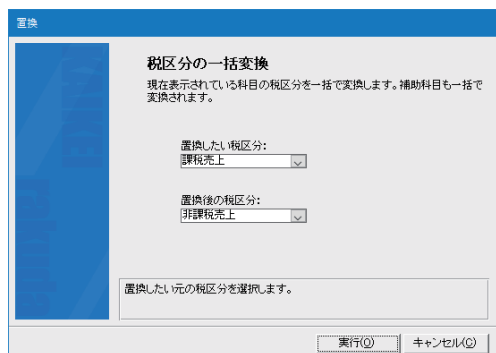 置換
税区分の一括変換
現在表示されている科目の税区分を一括で変換します。補助科目も一括で
変換されます。
置換したい税区分:
課税売上
置換後の税区分:
非課税売上
置換したい元の税区分を選択します。
実行(O) キャンセル(C)
KAIKEI
rakuuda